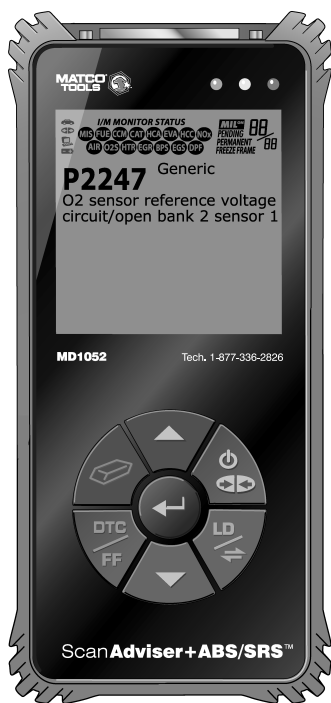 MATCO®
TOOLS
I/M MONITOR STATUS
MIS FUE CCM CAT HCA EVA HCC NOx
AIR O2S HTR EGR BPS EGS DPF
MIL
PENDING
PERMANENT
FREEZE FRAME
88/88
P2247 Generic
O2 sensor reference voltage
circuit/open bank 2 sensor 1
MD1052 Tech. 1-877-336-2826
DTC
FF
LD
ScanAdviser+ABS/SRS™